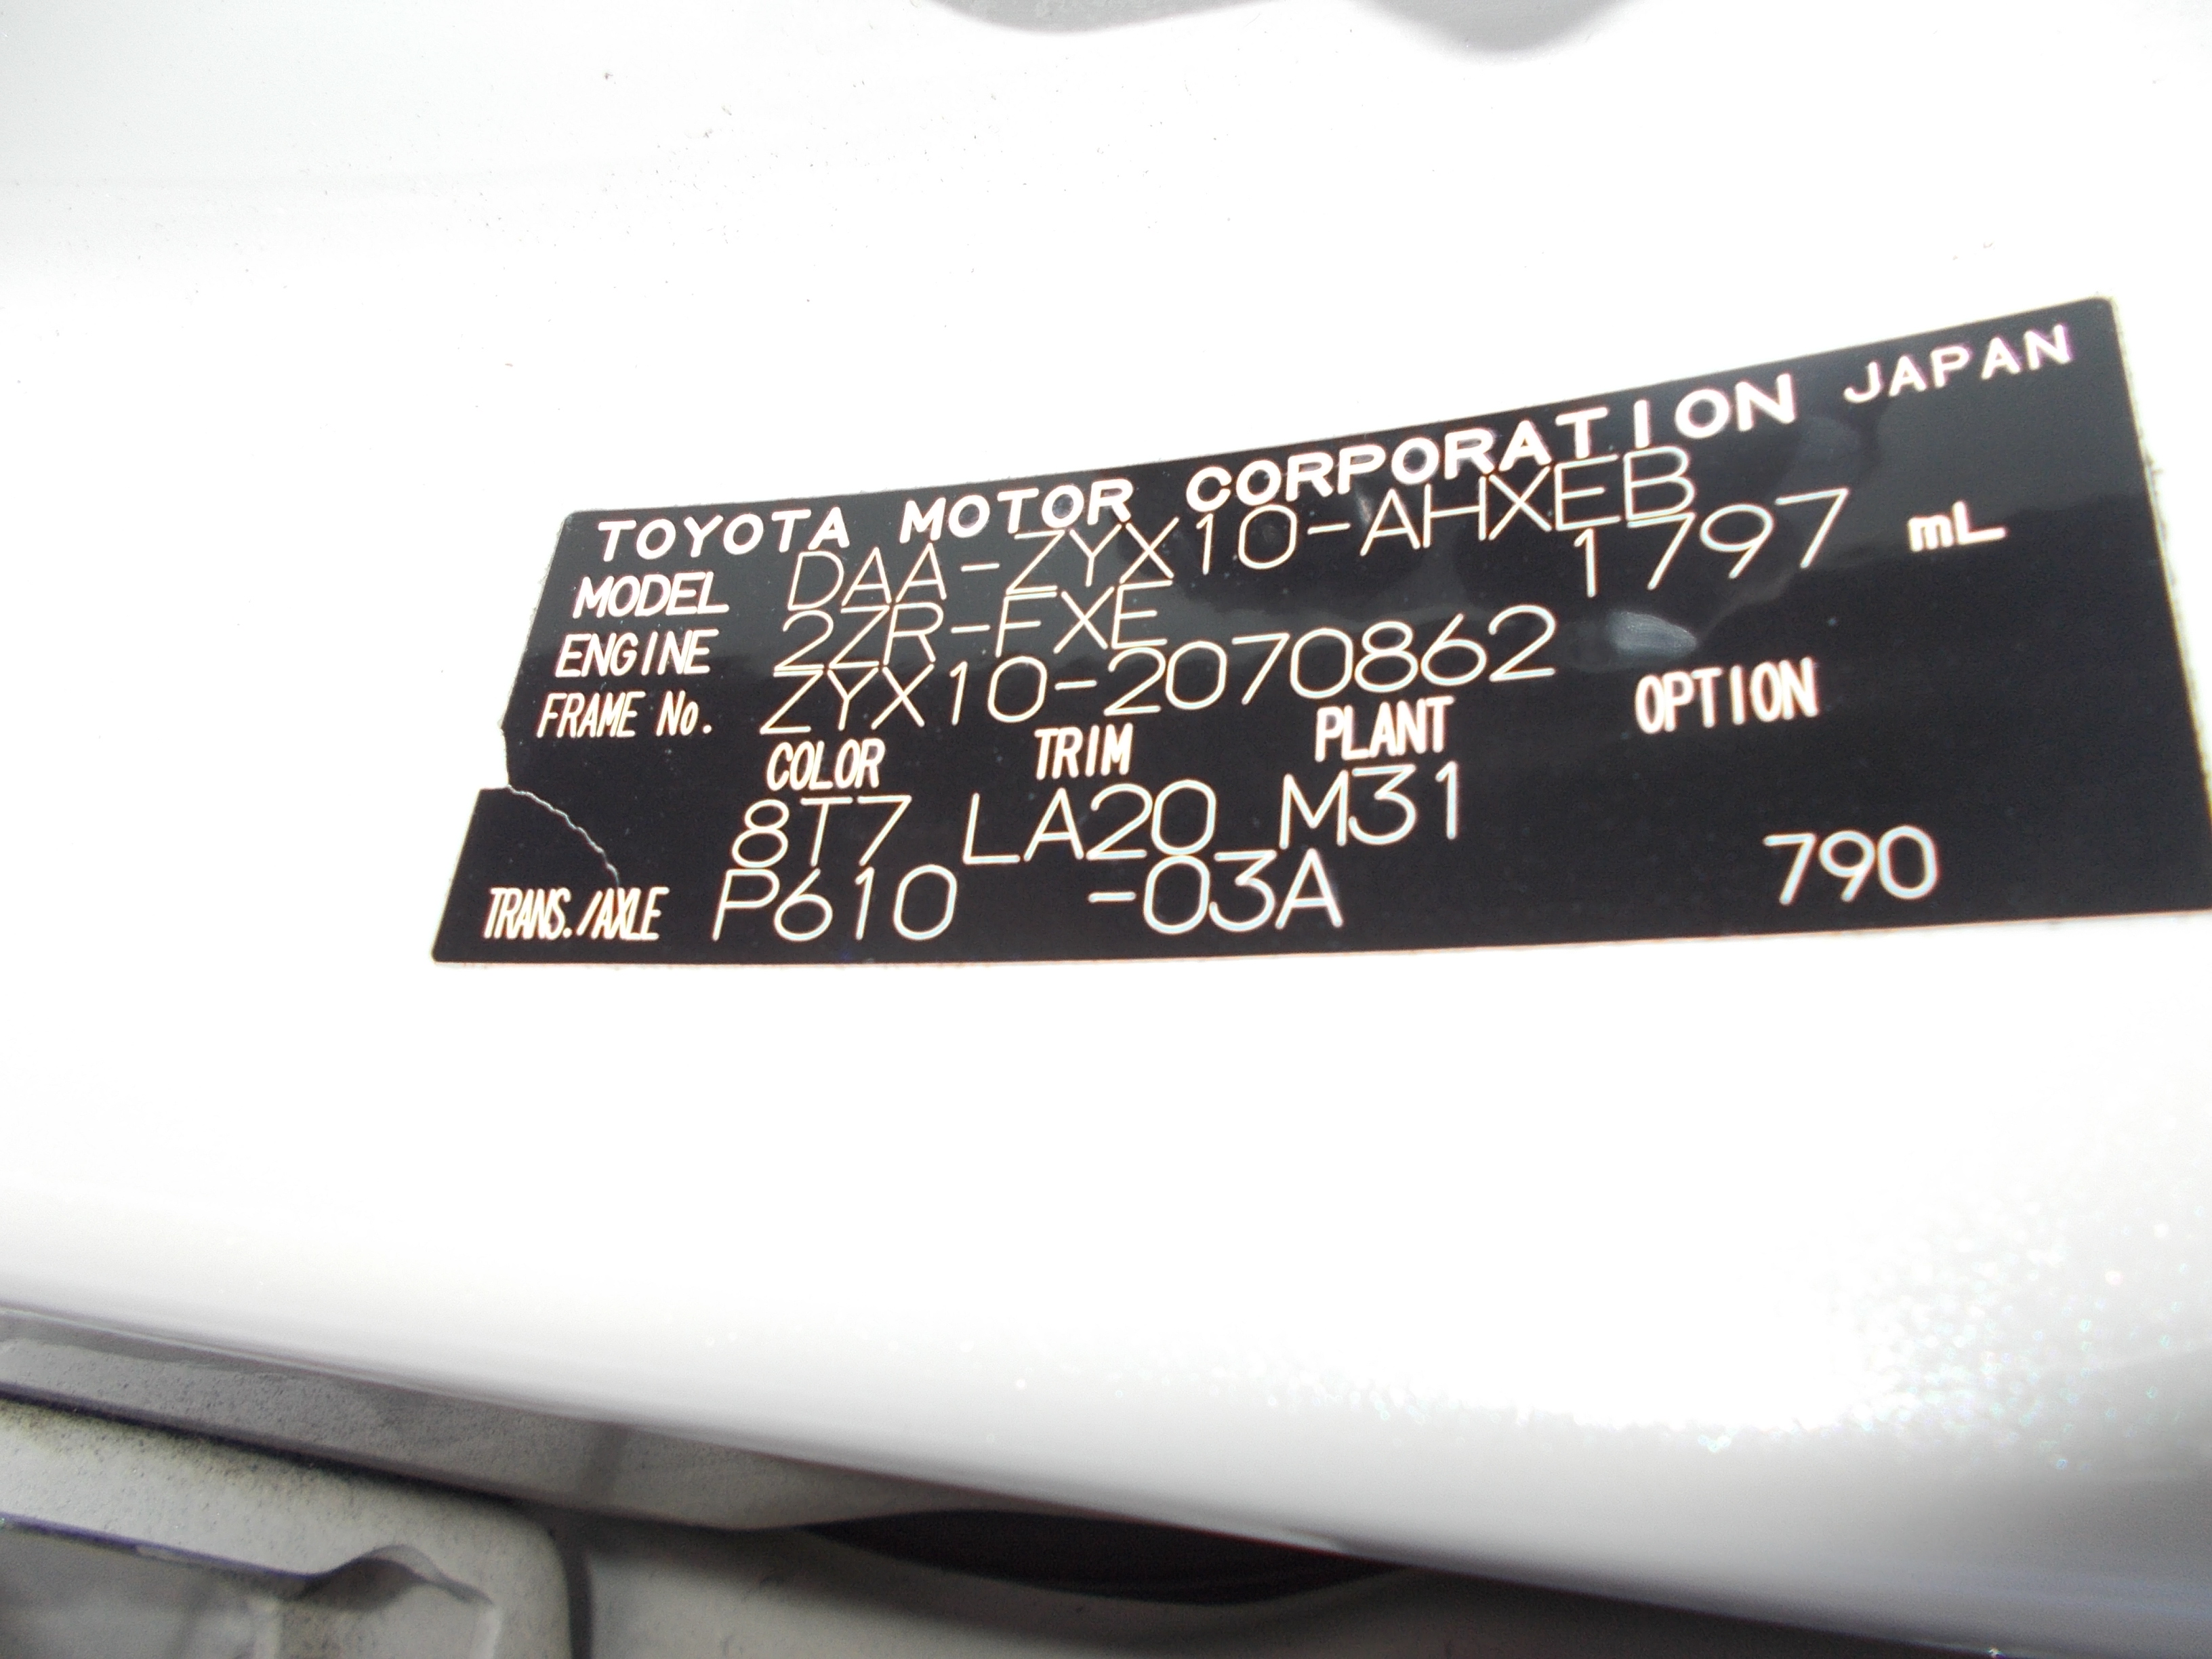 TOYOTA MOTOR CORPORATION JAPAN
MODEL DAA-ZYX10-AHXEB
ENGINE 2ZR-FXE 1797 mL
FRAME No. ZYX10-2070862
COLOR TRIM PLANT OPTION
8T7 LA20 M31
TRANS./AXLE P610 -03A 790